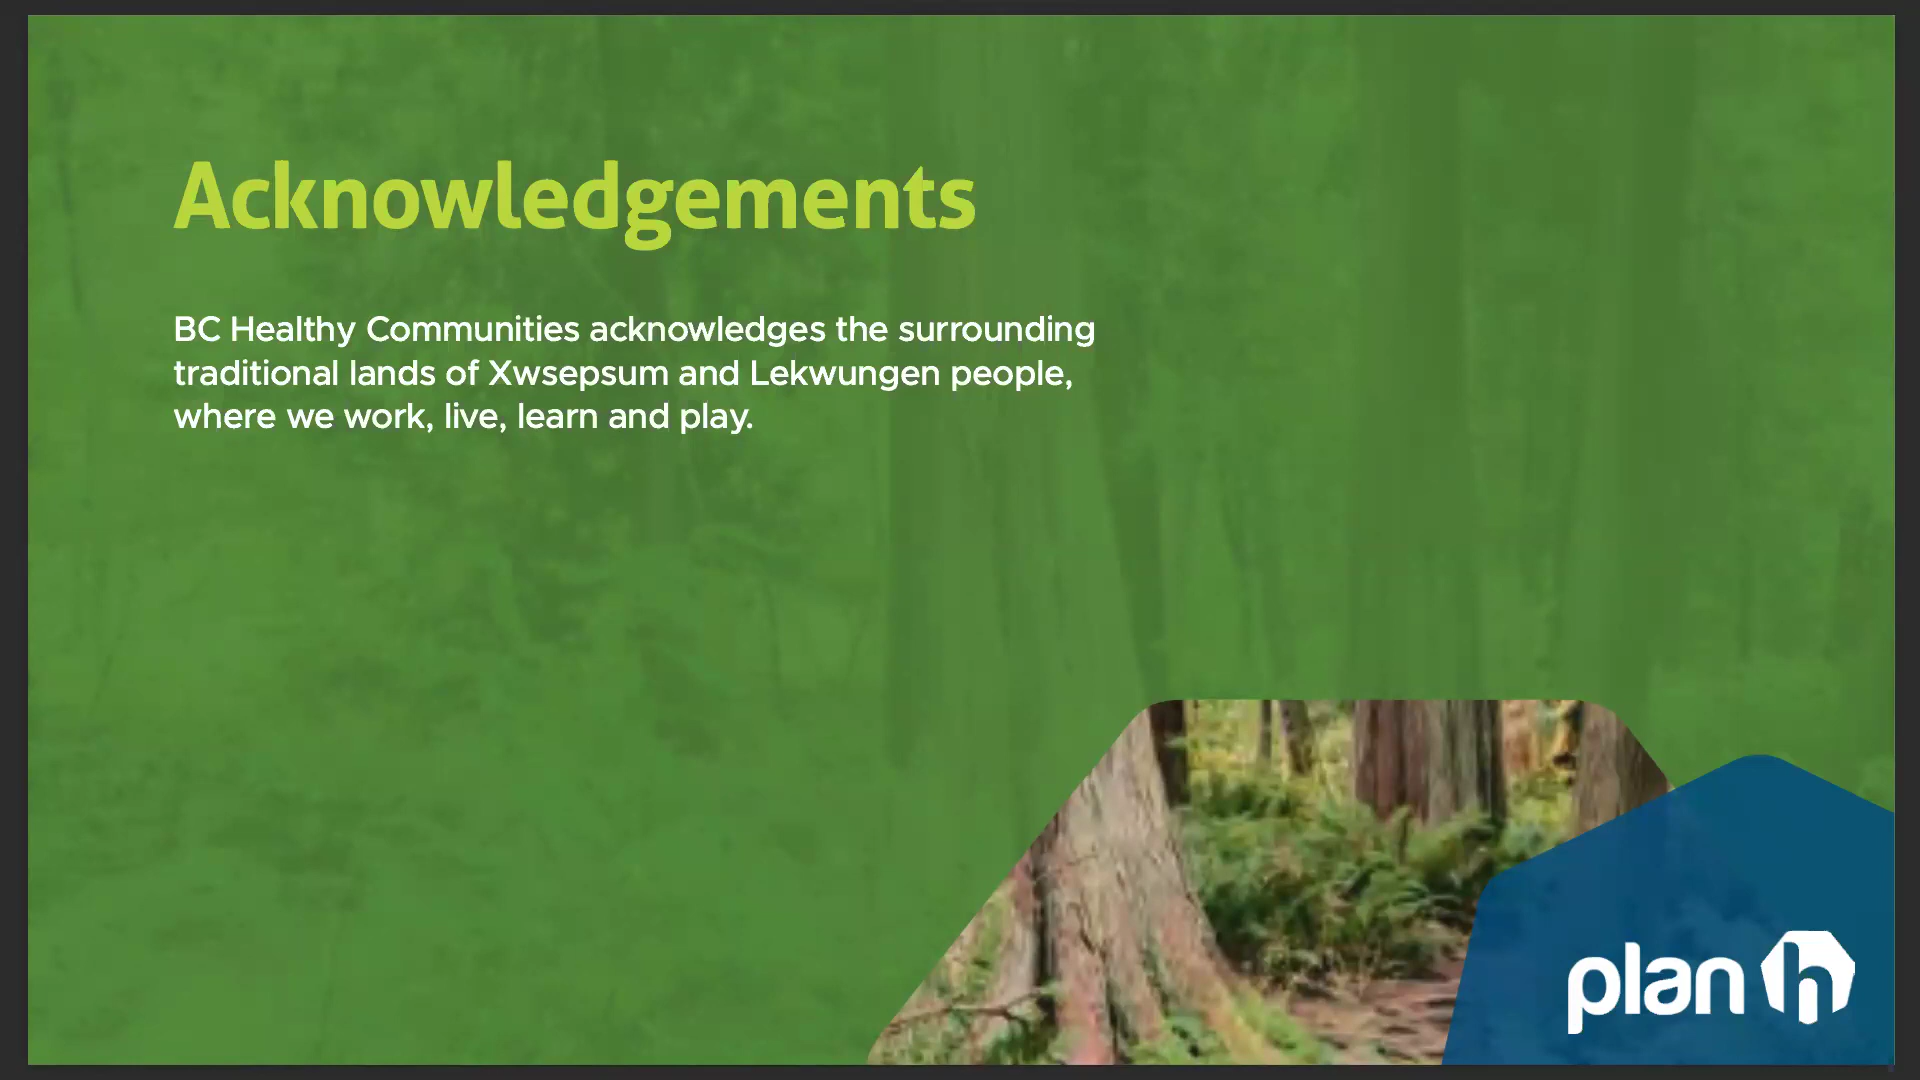 Acknowledgements
BC Healthy Communities acknowledges the surrounding
traditional lands of Xwsepsum and Lekwungen people,
where we work, live, learn and play.
plan h